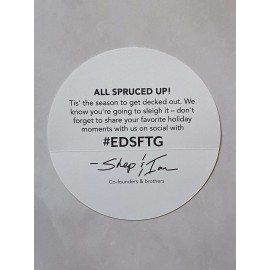 ALL SPRUCED UP!
Tis' the season to get decked out. We
know you're going to sleigh it – don't
forget to share your favorite holiday
moments with us on social with
#EDSFTG
– Shep & Ian
Co-founders & brothers